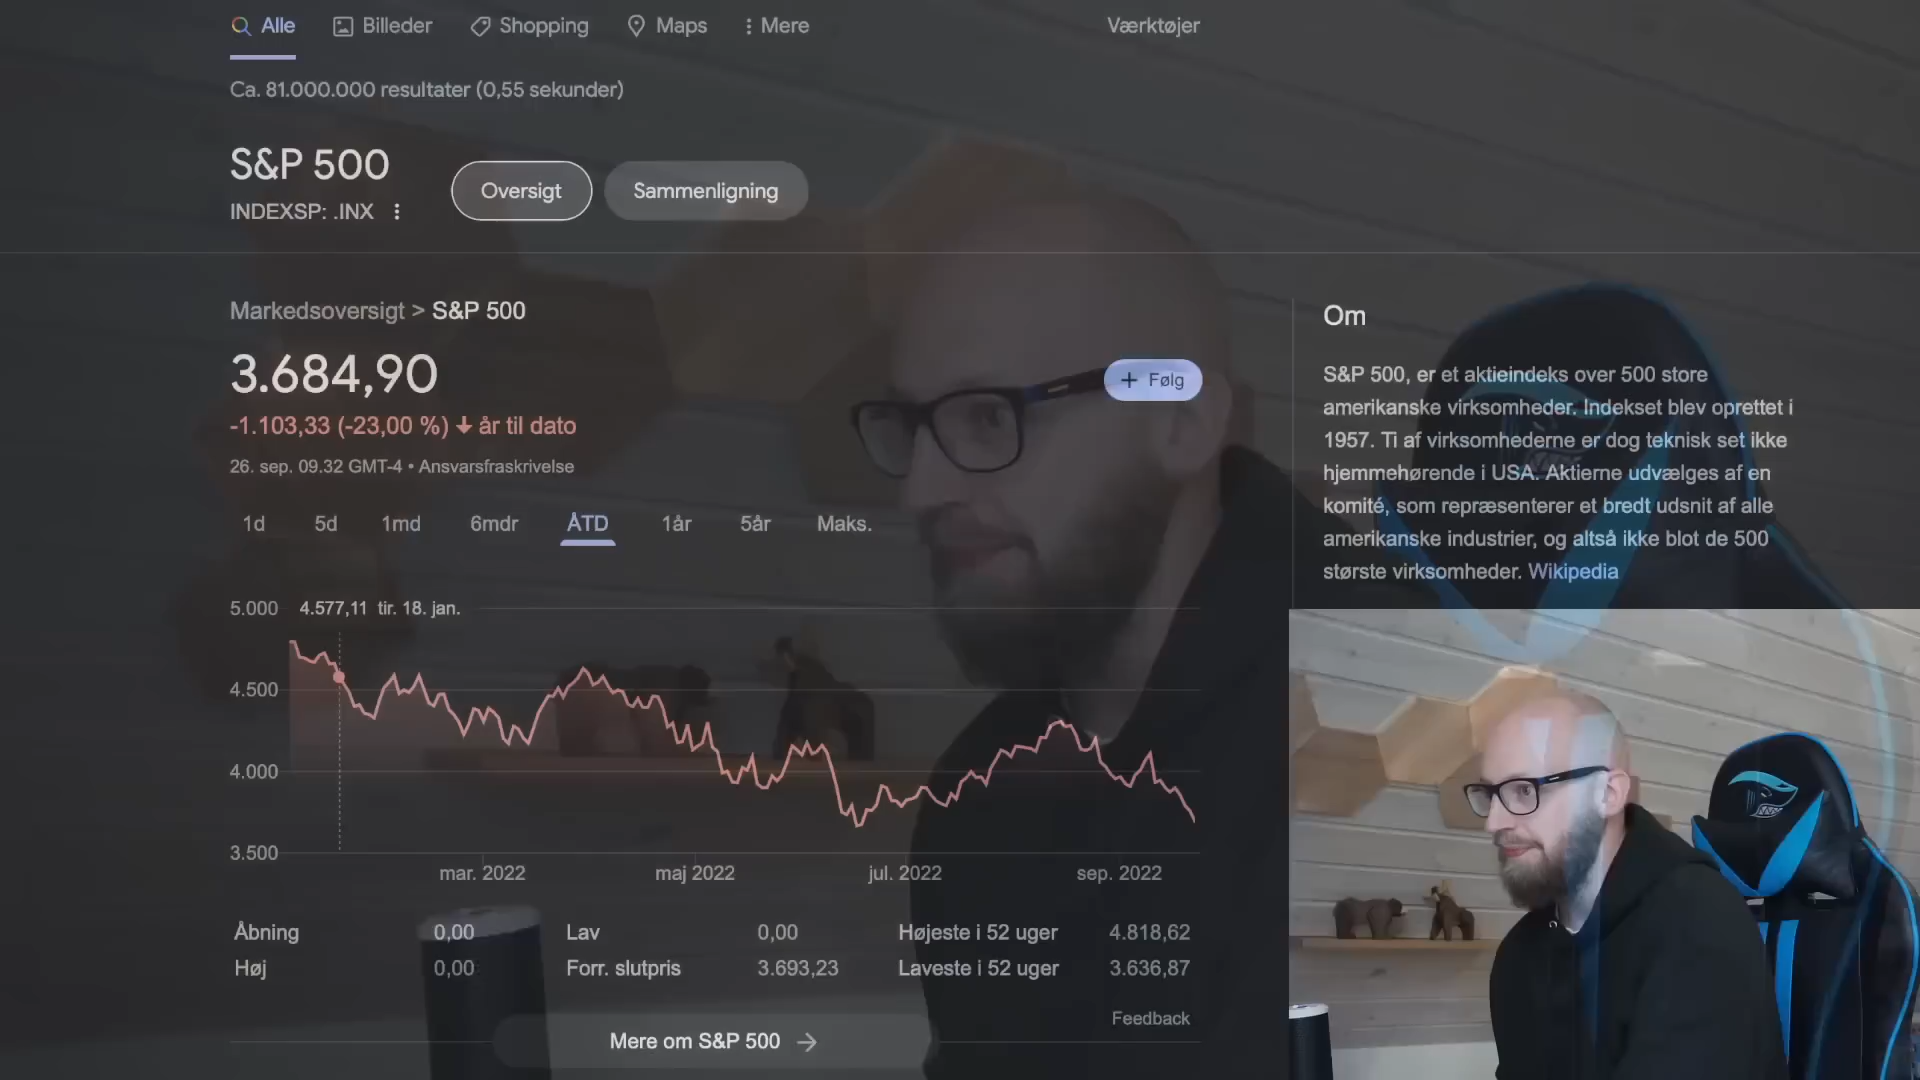 Alle Billeder Shopping Maps Mere Værktøjer
Ca. 81.000.000 resultater (0,55 sekunder)
S&P 500
INDEXSP: .INX
Oversigt Sammenligning
Markedsoversigt > S&P 500
3.684,90
-1.103,33 (-23,00 %) år til dato
26. sep. 09.32 GMT-4 • Ansvarsfraskrivelse
+ Følg
1d 5d 1md 6mdr ÅTD 1år 5år Maks.
4.577,11 tir. 18. jan.
5.000
4.500
4.000
3.500
mar. 2022 maj 2022 jul. 2022 sep. 2022
Åbning 0,00 Lav 0,00 Højeste i 52 uger 4.818,62
Høj 0,00 Forr. slutpris 3.693,23 Laveste i 52 uger 3.636,87
Feedback
Mere om S&P 500
Om
S&P 500, er et aktieindeks over 500 store
amerikanske virksomheder. Indekset blev oprettet i
1957. Ti af virksomhederne er dog teknisk set ikke
hjemmehørende i USA. Aktierne udvælges af en
komité, som repræsenterer et bredt udsnit af alle
amerikanske industrier, og altså ikke blot de 500
største virksomheder. Wikipedia